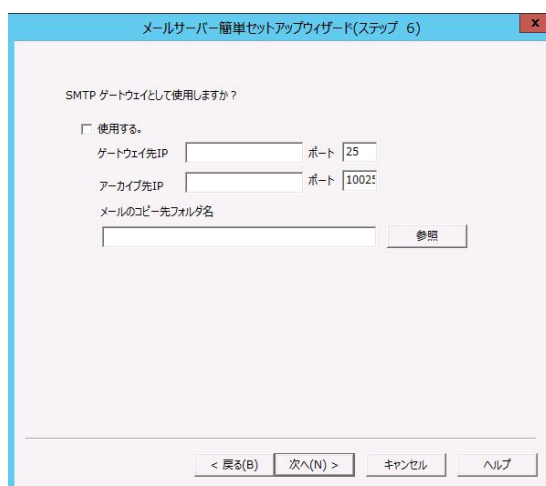 メールサーバー簡単セットアップウィザード(ステップ 6)
x
SMTP ゲートウェイとして使用しますか？
使用する。
ゲートウェイ先IP ポート 25
アーカイブ先IP ポート 10025
メールのコピー先フォルダ名
参照
< 戻る(B) 次へ(N) > キャンセル ヘルプ